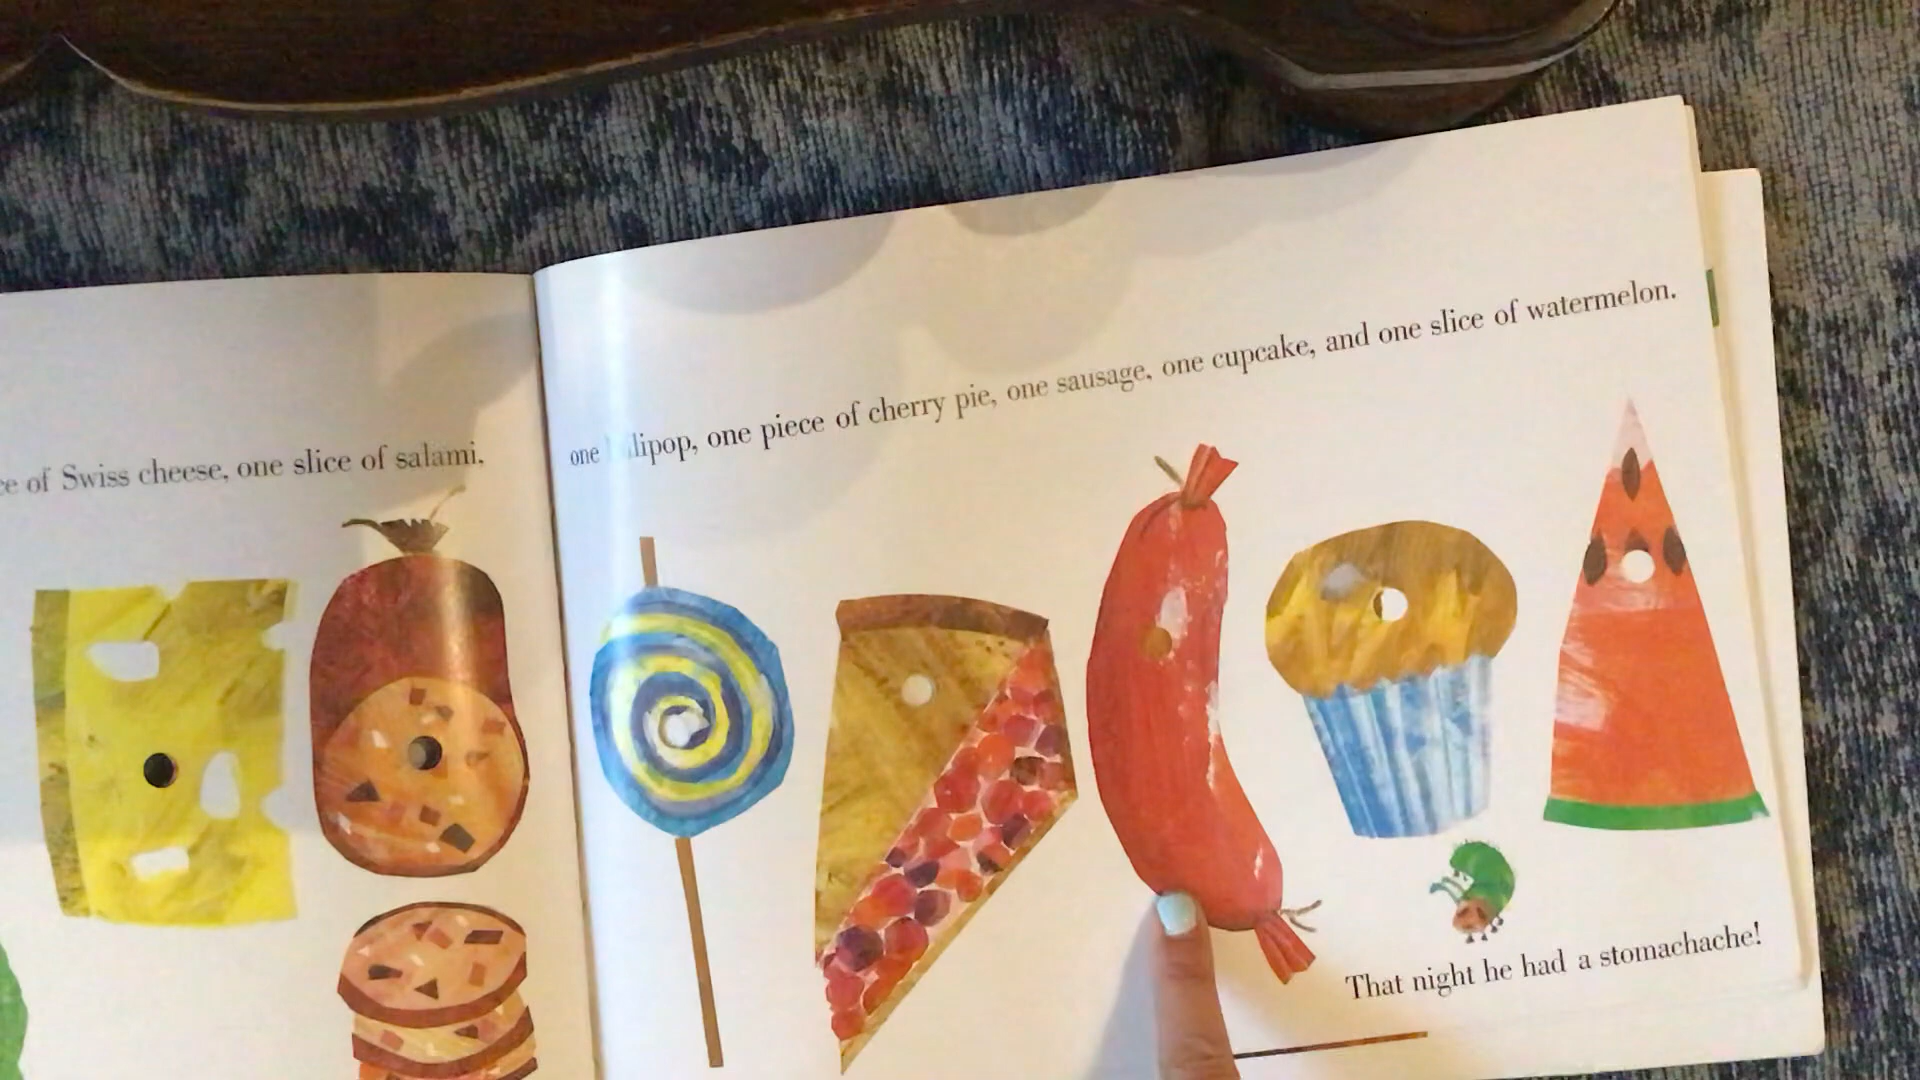 of Swiss cheese, one slice of salami,
one lipop, one piece of cherry pie, one sausage, one cupcake, and one slice of watermelon.
That night he had a stomachache!